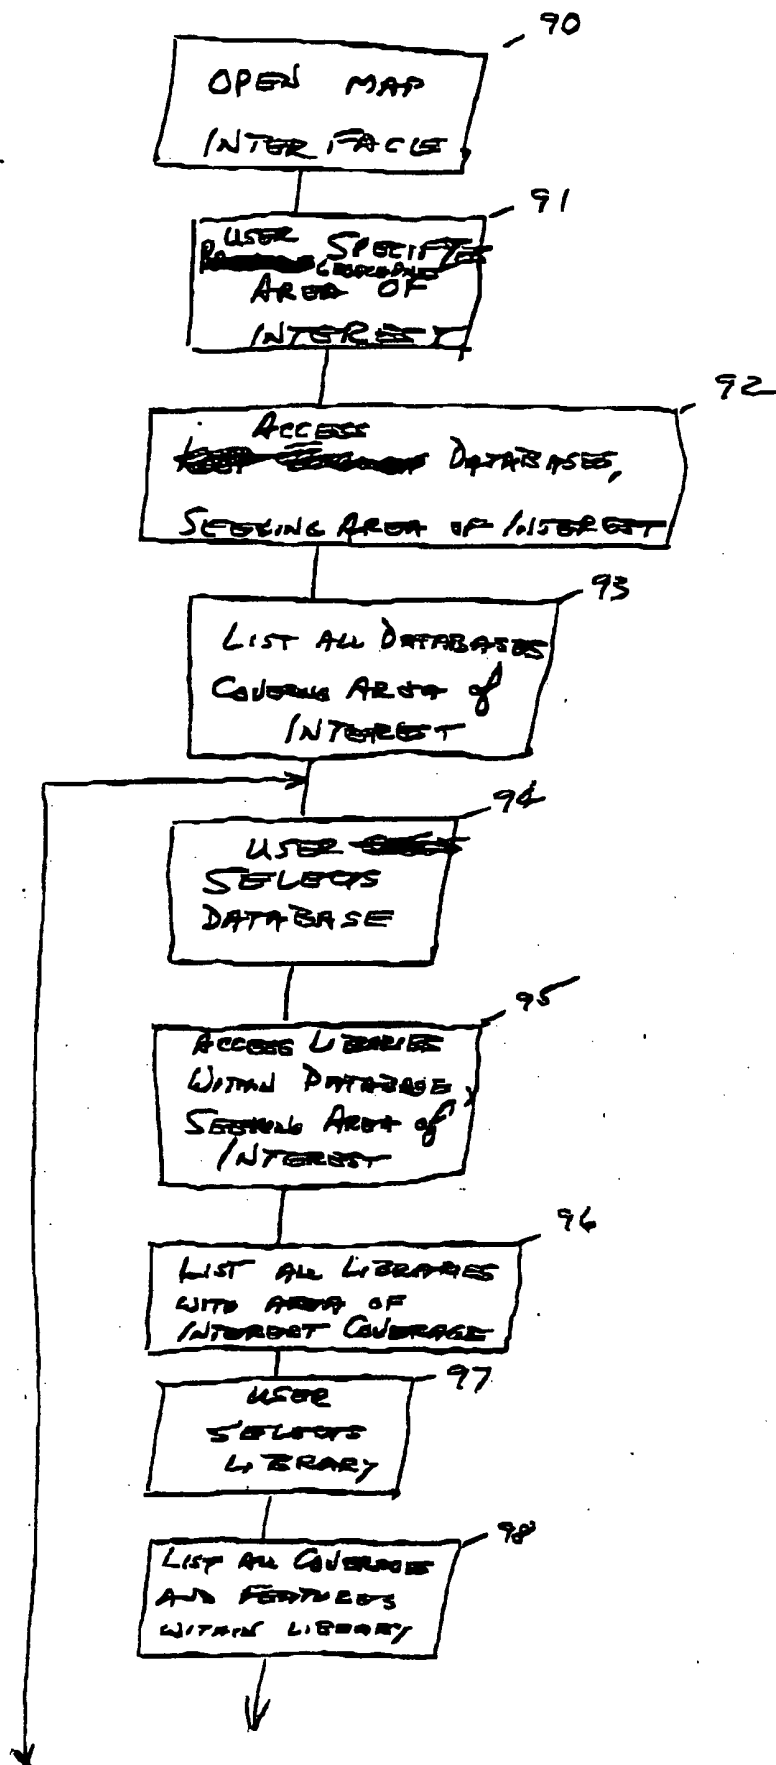 90
OPEN MAP
INTERFACE
91
USER SPECIFYS
GEOGRAPHIC
AREA OF
INTEREST
92
ACCESS
DATABASES,
SEEKING AREA OF INTEREST
93
LIST ALL DATABASES
COVERING AREA of
INTEREST
94
USER
SELECTS
DATABASE
95
ACCESS LIBRARIES
WITHIN DATABASE,
SEEKING AREA of
INTEREST
96
LIST ALL LIBRARIES
WITH AREA OF
INTEREST COVERAGE
97
USER
SELECTS
LIBRARY
98
LIST ALL COVERAGE
AND FEATURES
WITHIN LIBRARY